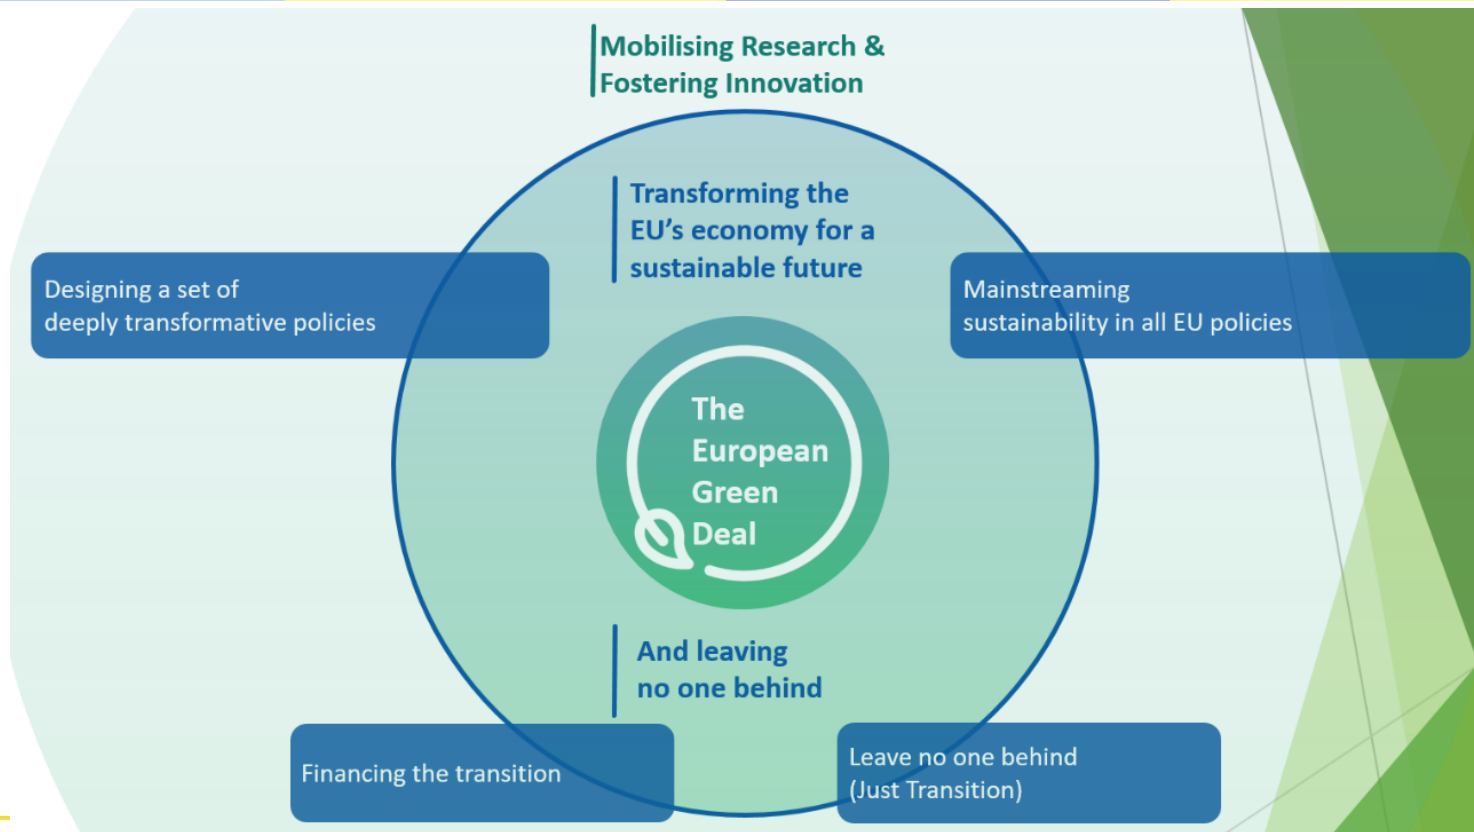 Mobilising Research &
Fostering Innovation
Transforming the
EU’s economy for a
sustainable future
Designing a set of
deeply transformative policies
Mainstreaming
sustainability in all EU policies
The
European
Green
Deal
And leaving
no one behind
Financing the transition
Leave no one behind
(Just Transition)